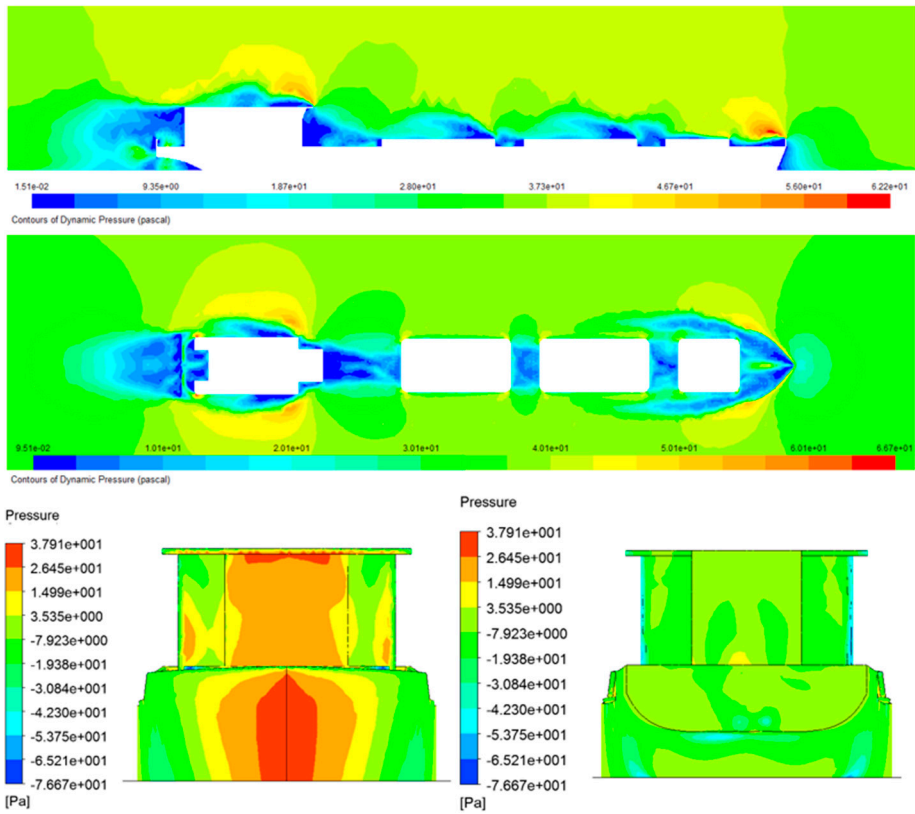 1.51e-02 9.35e+00 1.87e+01 2.80e+01 3.73e+01 4.67e+01 5.60e+01 6.22e+01
Contours of Dynamic Pressure (pascal)
9.51e-02 1.01e+01 2.01e+01 3.01e+01 4.01e+01 5.01e+01 6.01e+01 6.67e+01
Contours of Dynamic Pressure (pascal)
Pressure
3.791e+001
2.645e+001
1.499e+001
3.535e+000
-7.923e+000
-1.938e+001
-3.084e+001
-4.230e+001
-5.375e+001
-6.521e+001
-7.667e+001
[Pa]
Pressure
3.791e+001
2.645e+001
1.499e+001
3.535e+000
-7.923e+000
-1.938e+001
-3.084e+001
-4.230e+001
-5.375e+001
-6.521e+001
-7.667e+001
[Pa]